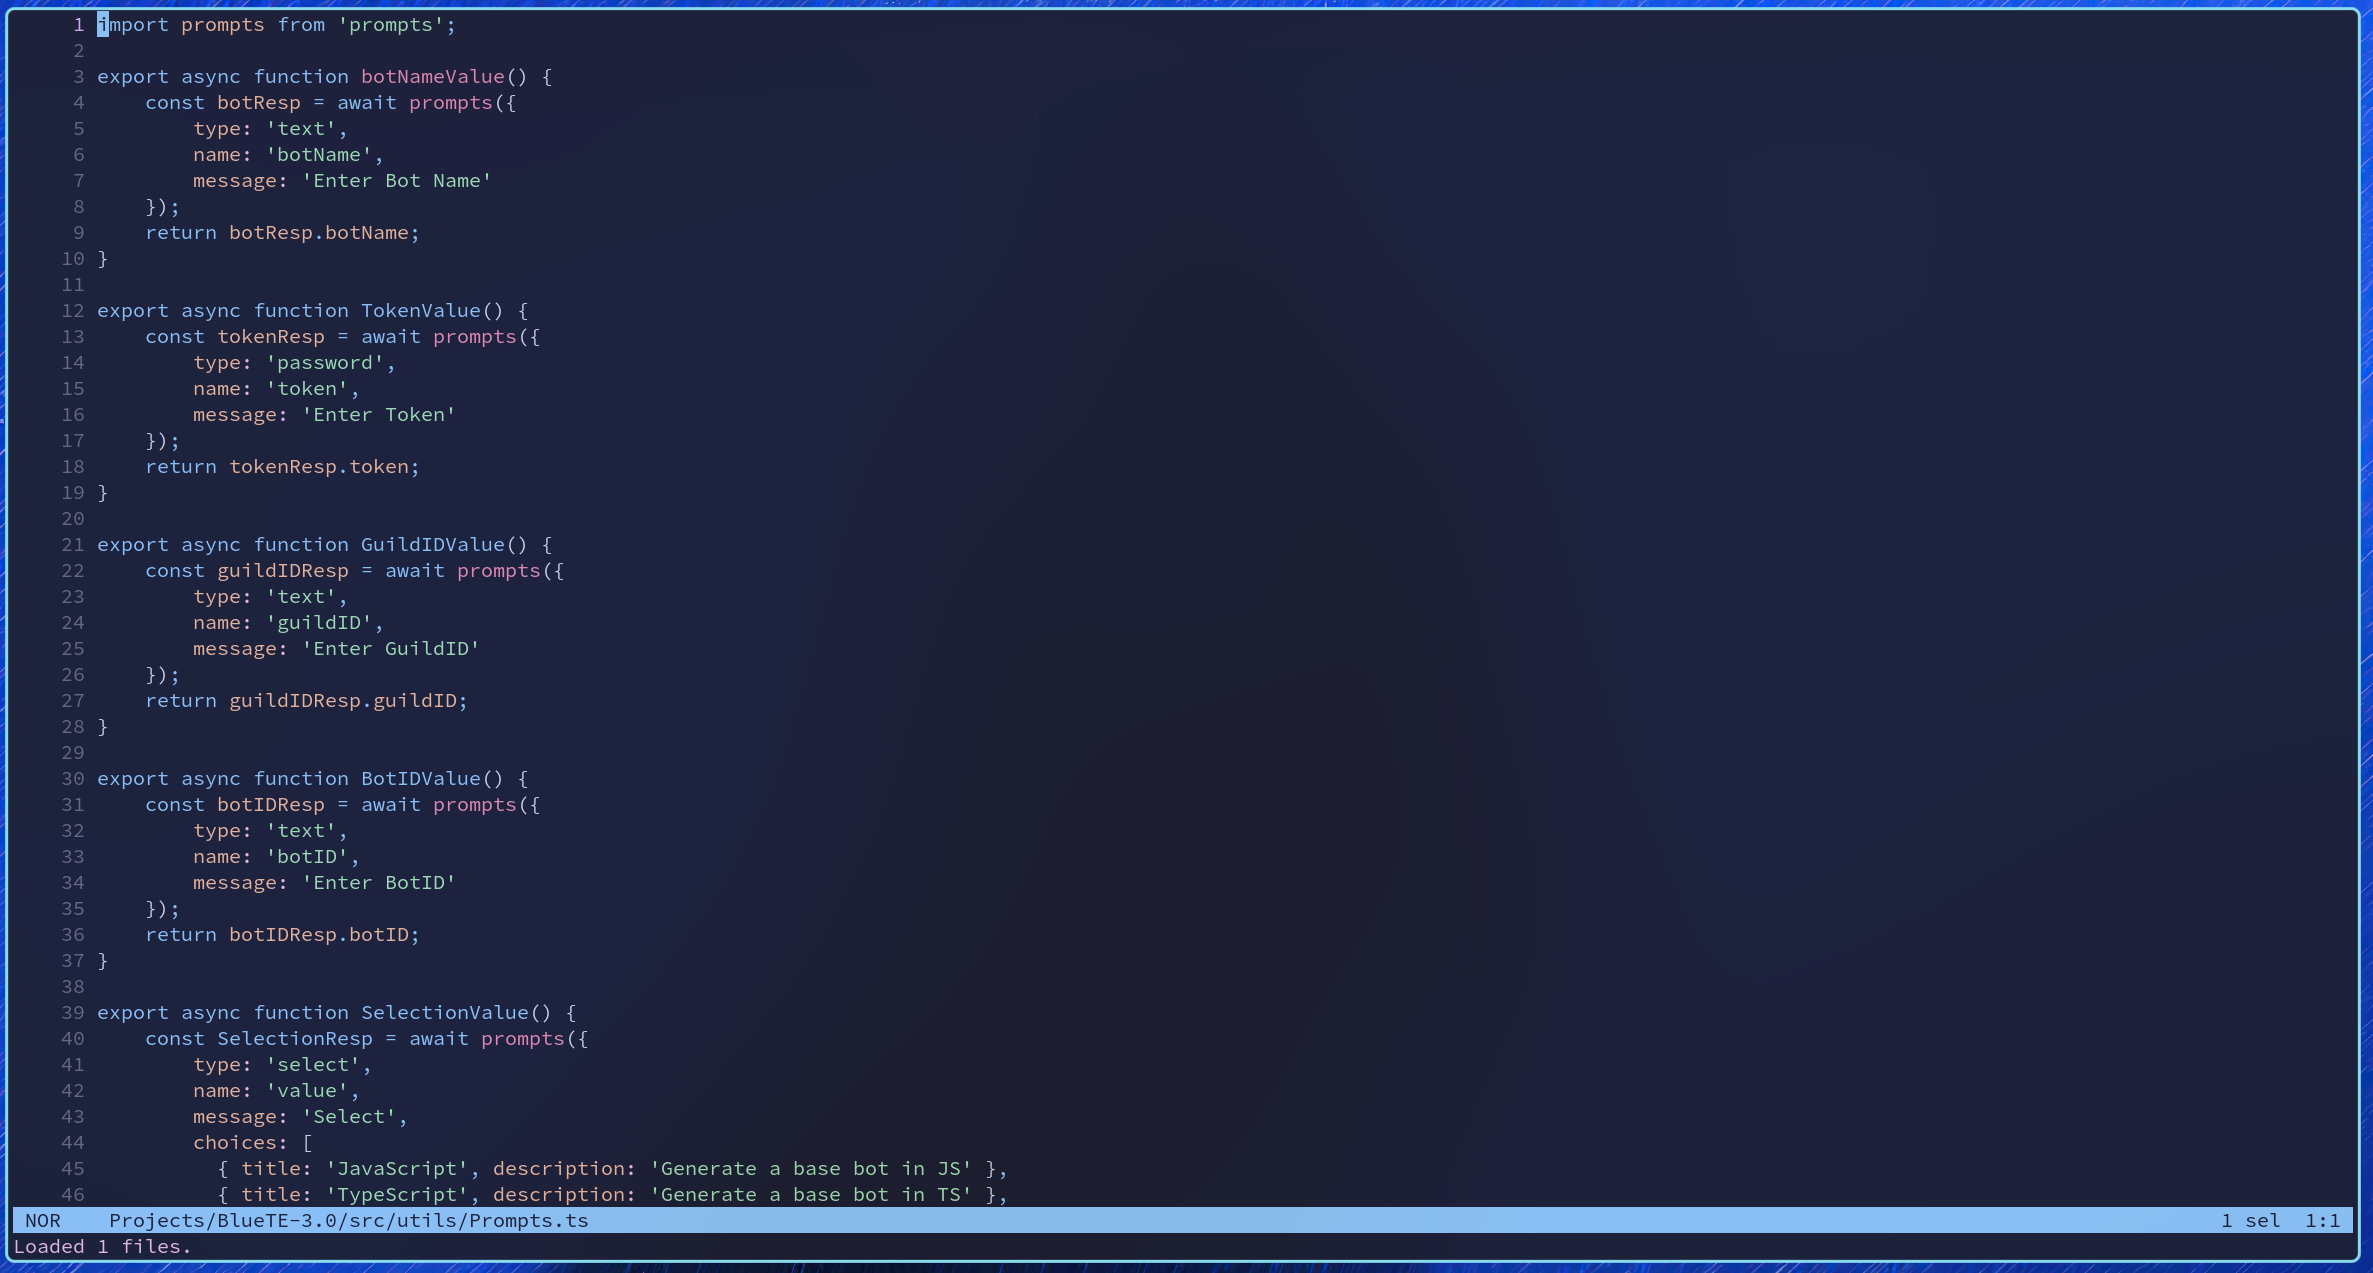 1 import prompts from 'prompts';
2
3 export async function botNameValue() {
4     const botResp = await prompts({
5         type: 'text',
6         name: 'botName',
7         message: 'Enter Bot Name'
8     });
9     return botResp.botName;
10 }
11
12 export async function TokenValue() {
13     const tokenResp = await prompts({
14         type: 'password',
15         name: 'token',
16         message: 'Enter Token'
17     });
18     return tokenResp.token;
19 }
20
21 export async function GuildIDValue() {
22     const guildIDResp = await prompts({
23         type: 'text',
24         name: 'guildID',
25         message: 'Enter GuildID'
26     });
27     return guildIDResp.guildID;
28 }
29
30 export async function BotIDValue() {
31     const botIDResp = await prompts({
32         type: 'text',
33         name: 'botID',
34         message: 'Enter BotID'
35     });
36     return botIDResp.botID;
37 }
38
39 export async function SelectionValue() {
40     const SelectionResp = await prompts({
41         type: 'select',
42         name: 'value',
43         message: 'Select',
44         choices: [
45           { title: 'JavaScript', description: 'Generate a base bot in JS' },
46           { title: 'TypeScript', description: 'Generate a base bot in TS' },
NOR    Projects/BlueTE-3.0/src/utils/Prompts.ts    1 sel  1:1
Loaded 1 files.